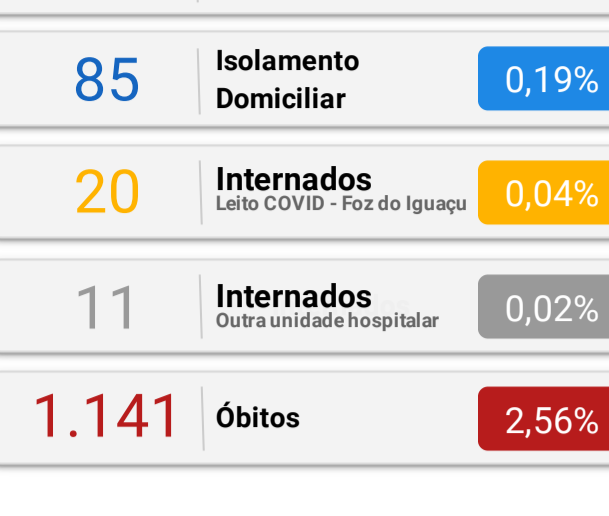 85
Isolamento
Domiciliar
0,19%
20
Internados
Leito COVID - Foz do Iguaçu
0,04%
11
Internados
Outra unidade hospitalar
0,02%
1.141
Óbitos
2,56%